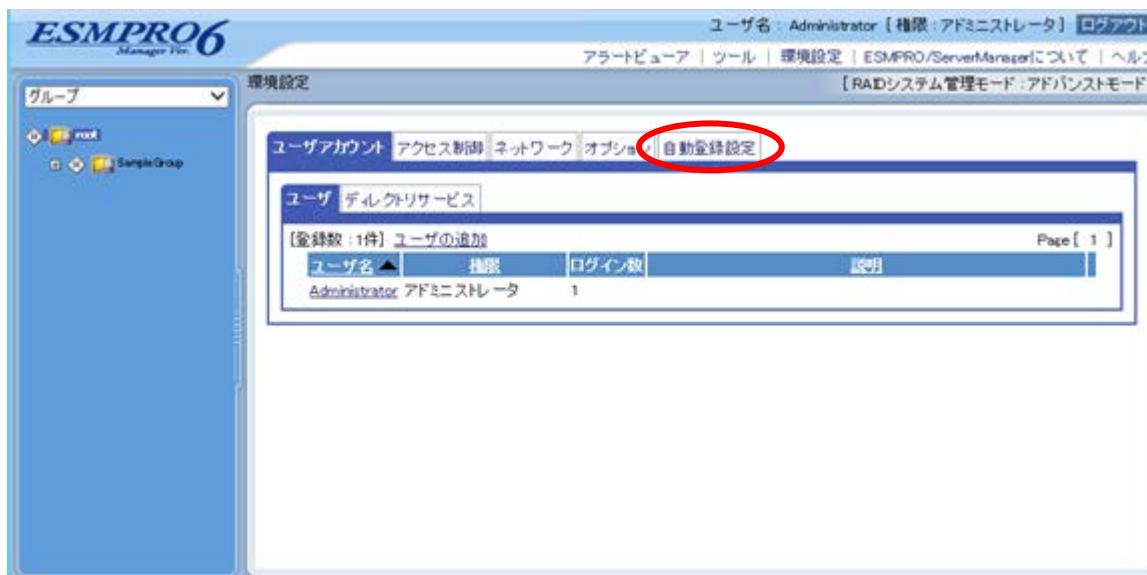 ESMPRO6
Manager Ver.
ユーザ名 : Administrator [ 権限 : アドミニストレータ ] ログアウト
アラートビューア | ツール | 環境設定 | ESMPRO/ServerManagerについて | ヘルプ
グループ
環境設定
[ RAIDシステム管理モード : アドバンストモード
root
Sample Group
ユーザアカウント アクセス制御 ネットワーク オプション 自動登録設定
ユーザ ディレクトリサービス
[登録数 : 1件] ユーザの追加 Page [ 1 ]
ユーザ名 ▲ 権限 ログイン数 説明
Administrator アドミニストレータ 1